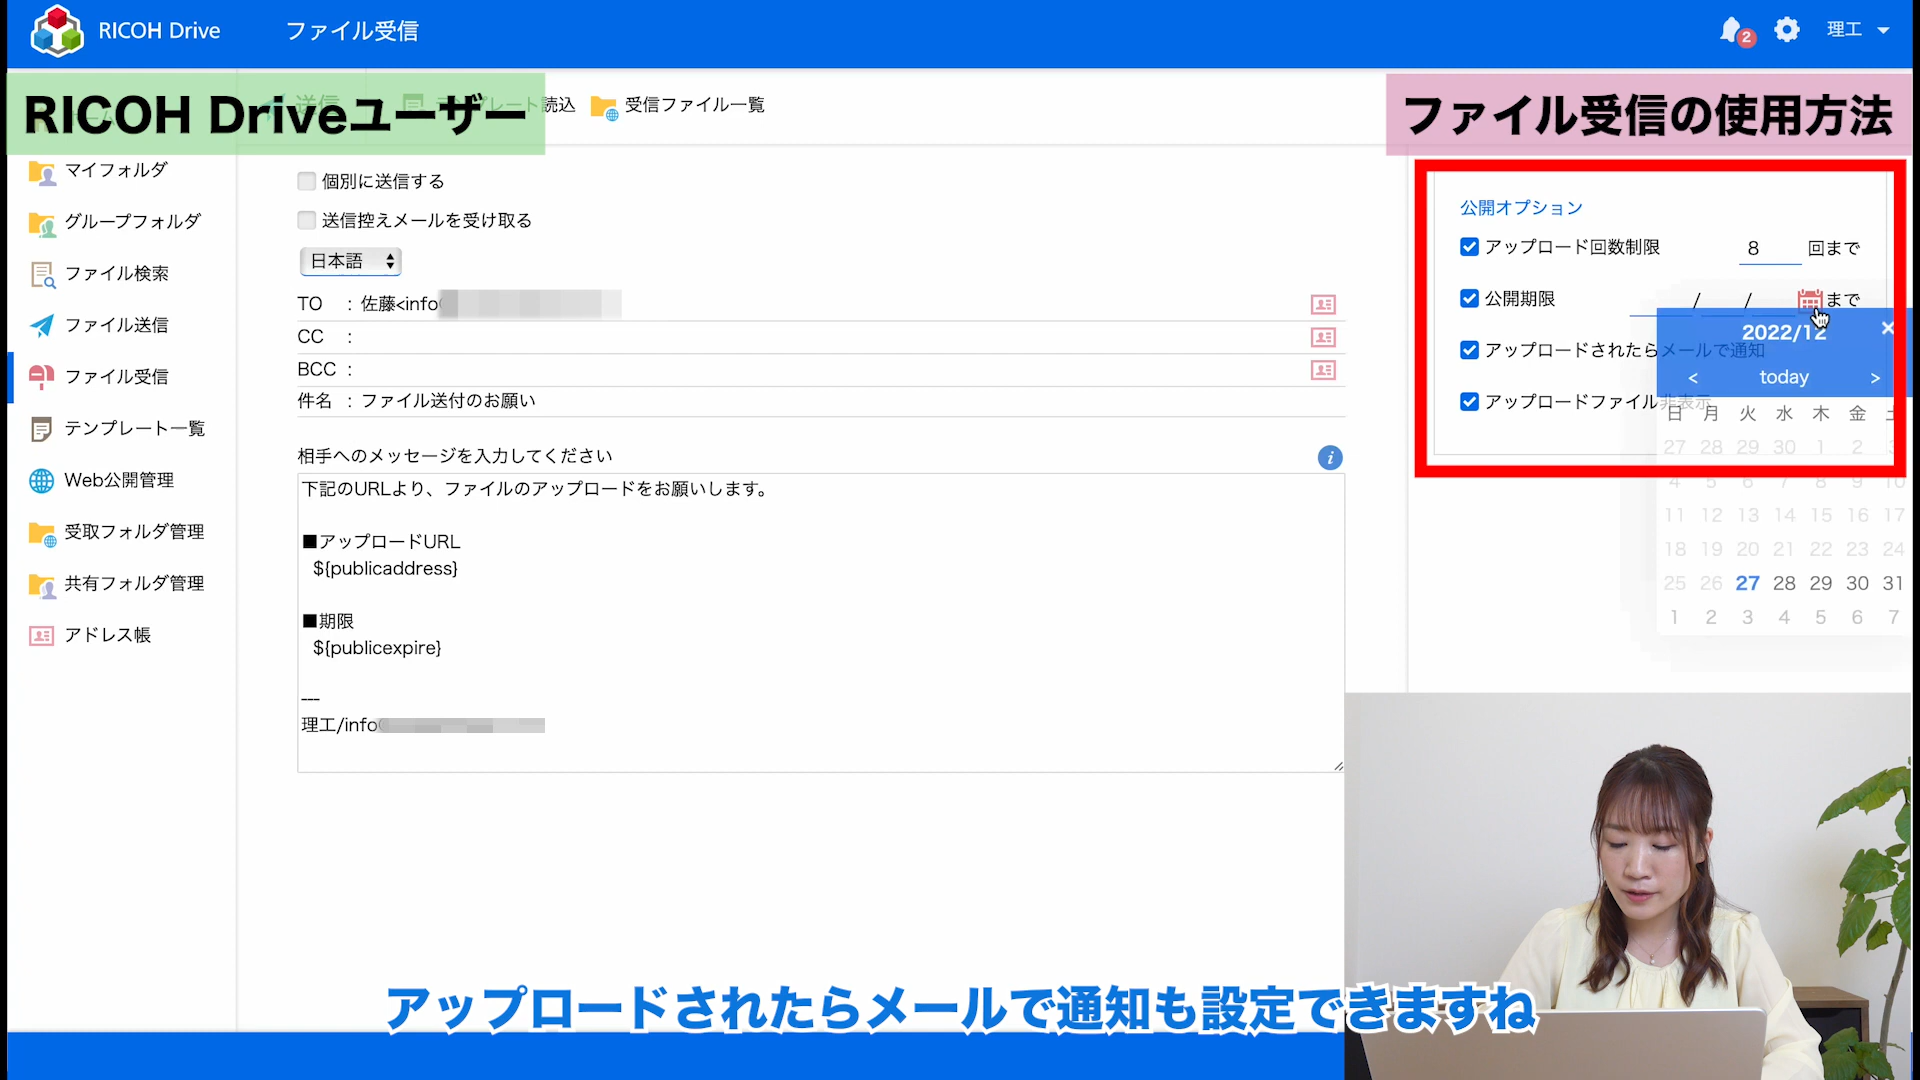 RICOH Drive
ファイル受信
2
理工
RICOH Driveユーザー
読込
受信ファイル一覧
ファイル受信の使用方法
マイフォルダ
グループフォルダ
ファイル検索
ファイル送信
ファイル受信
テンプレート一覧
Web公開管理
受取フォルダ管理
共有フォルダ管理
アドレス帳
個別に送信する
送信控えメールを受け取る
日本語
TO : 佐藤<info
CC :
BCC :
件名 : ファイル送付のお願い
相手へのメッセージを入力してください
i
下記のURLより、ファイルのアップロードをお願いします。
■アップロードURL
${publicaddress}
■期限
${publicexpire}
---
理工/info
公開オプション
アップロード回数制限 8 回まで
公開期限 / / まで
アップロードされたらメールで通知
アップロードファイル非表示
2022/12 ×
< today >
日 月 火 水 木 金 土
27 28 29 30 1 2 3
4 5 6 7 8 9 10
11 12 13 14 15 16 17
18 19 20 21 22 23 24
25 26 27 28 29 30 31
1 2 3 4 5 6 7
アップロードされたらメールで通知も設定できますね